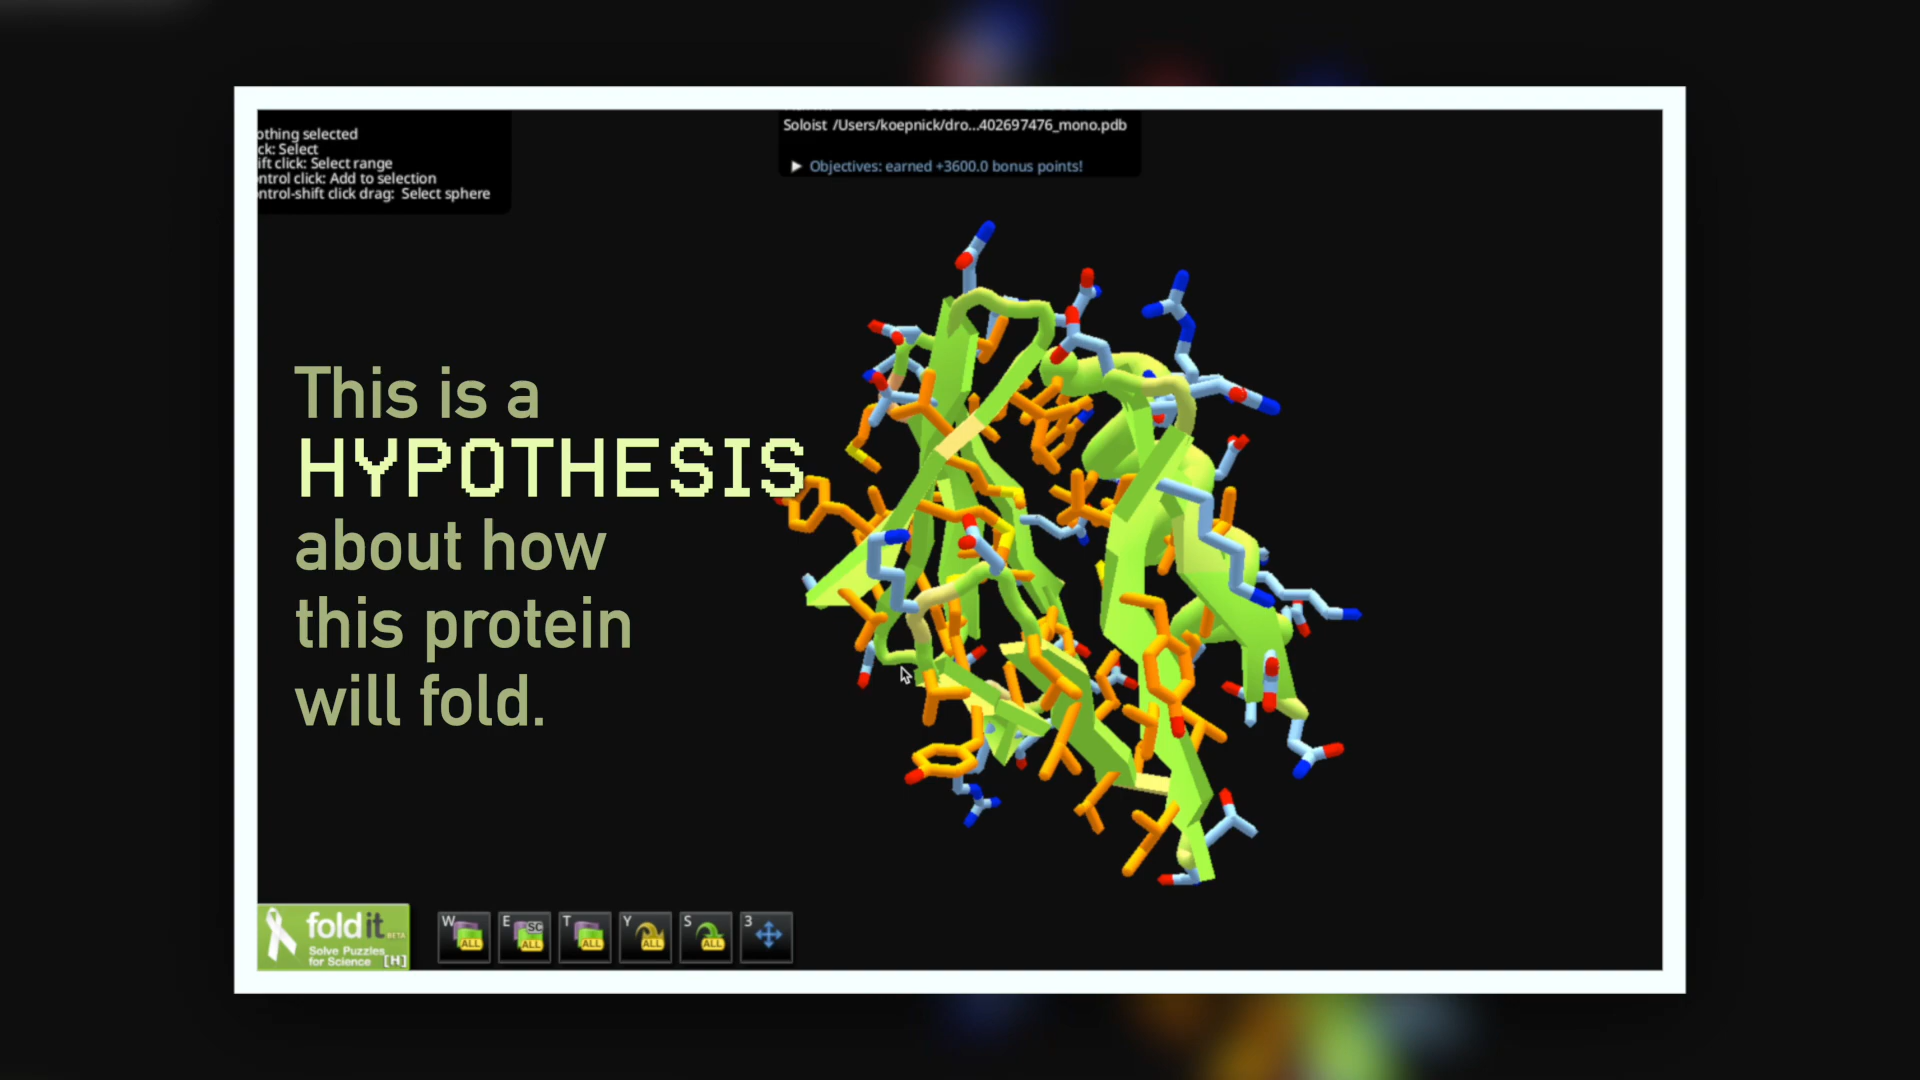 othing selected
ck: Select
ift click: Select range
ntrol click: Add to selection
ntrol-shift click drag: Select sphere
Soloist /Users/koepnick/dro...402697476_mono.pdb
▶ Objectives: earned +3600.0 bonus points!
This is a
HYPOTHESIS
about how
this protein
will fold.
foldit BETA
Solve Puzzles
for Science [H]
W ALL
E SC ALL
T ALL
Y ALL
S ALL
3